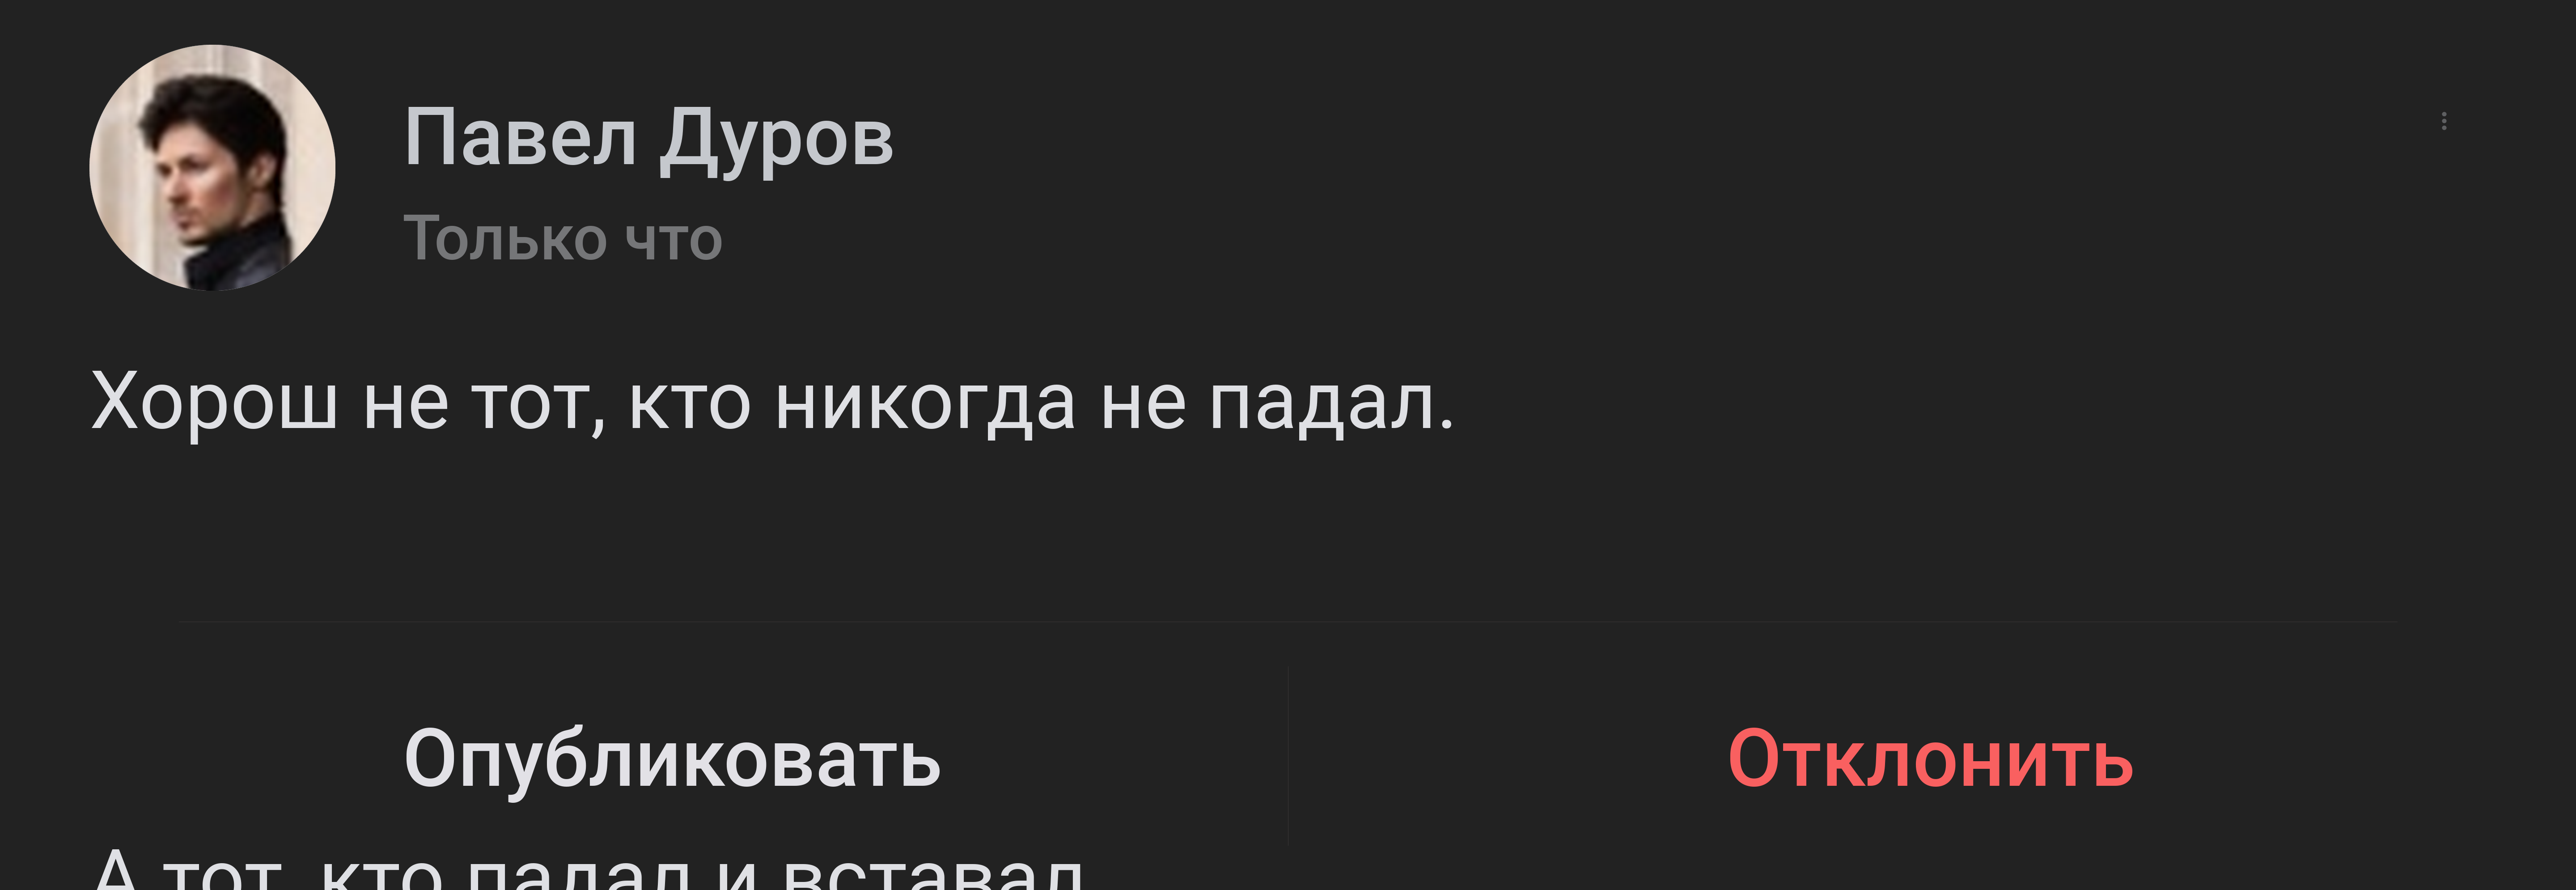 Павел Дуров
Только что
Хорош не тот, кто никогда не падал.
Опубликовать
Отклонить
А тот, кто падал и вставал